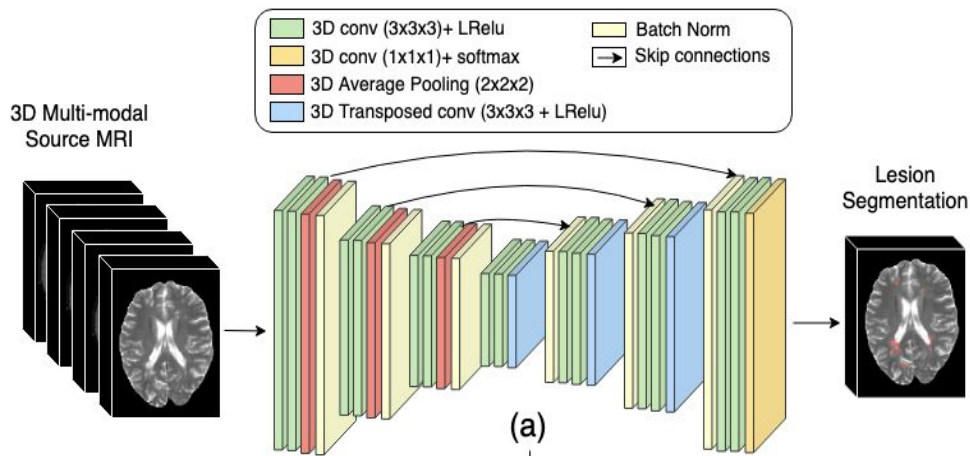 3D conv (3x3x3)+ LRelu
3D conv (1x1x1)+ softmax
3D Average Pooling (2x2x2)
3D Transposed conv (3x3x3 + LRelu)
Batch Norm
Skip connections
3D Multi-modal
Source MRI
Lesion
Segmentation
(a)